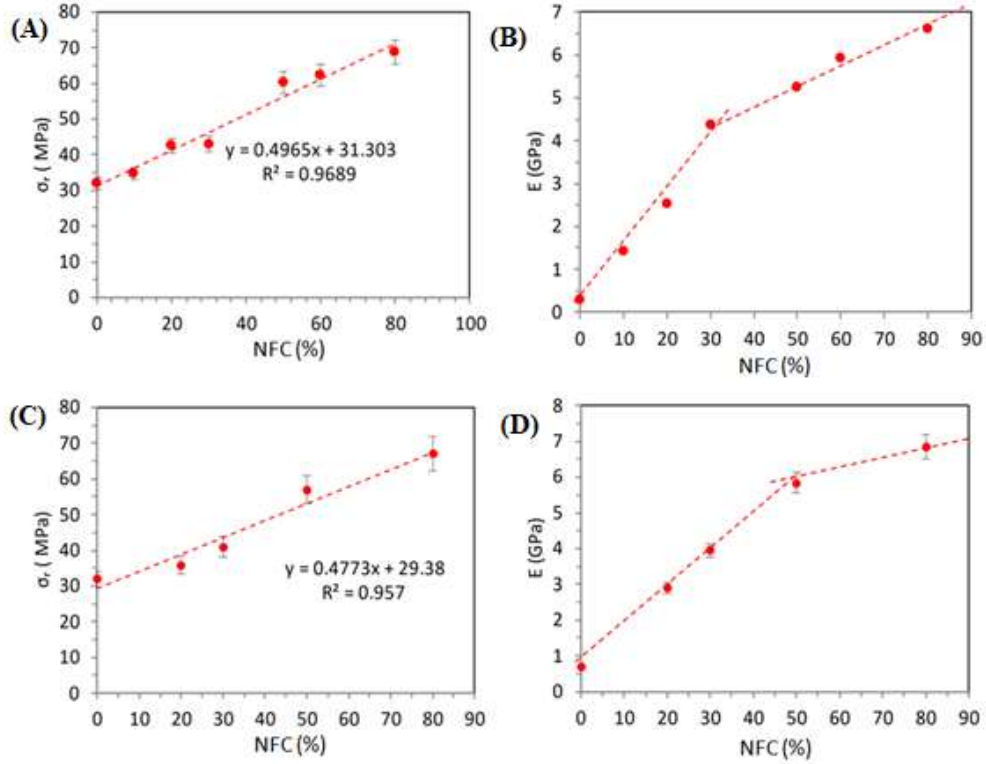 (A)
80
70
60
50
40
30
20
10
0
σr ( MPa)
y = 0.4965x + 31.303
R² = 0.9689
0 20 40 60 80 100
NFC (%)
(B)
7
6
5
4
3
2
1
0
E (GPa)
0 10 20 30 40 50 60 70 80 90
NFC (%)
(C)
80
70
60
50
40
30
20
10
0
σr ( MPa)
y = 0.4773x + 29.38
R² = 0.957
0 10 20 30 40 50 60 70 80 90
NFC (%)
(D)
8
7
6
5
4
3
2
1
0
E (GPa)
0 10 20 30 40 50 60 70 80 90
NFC (%)